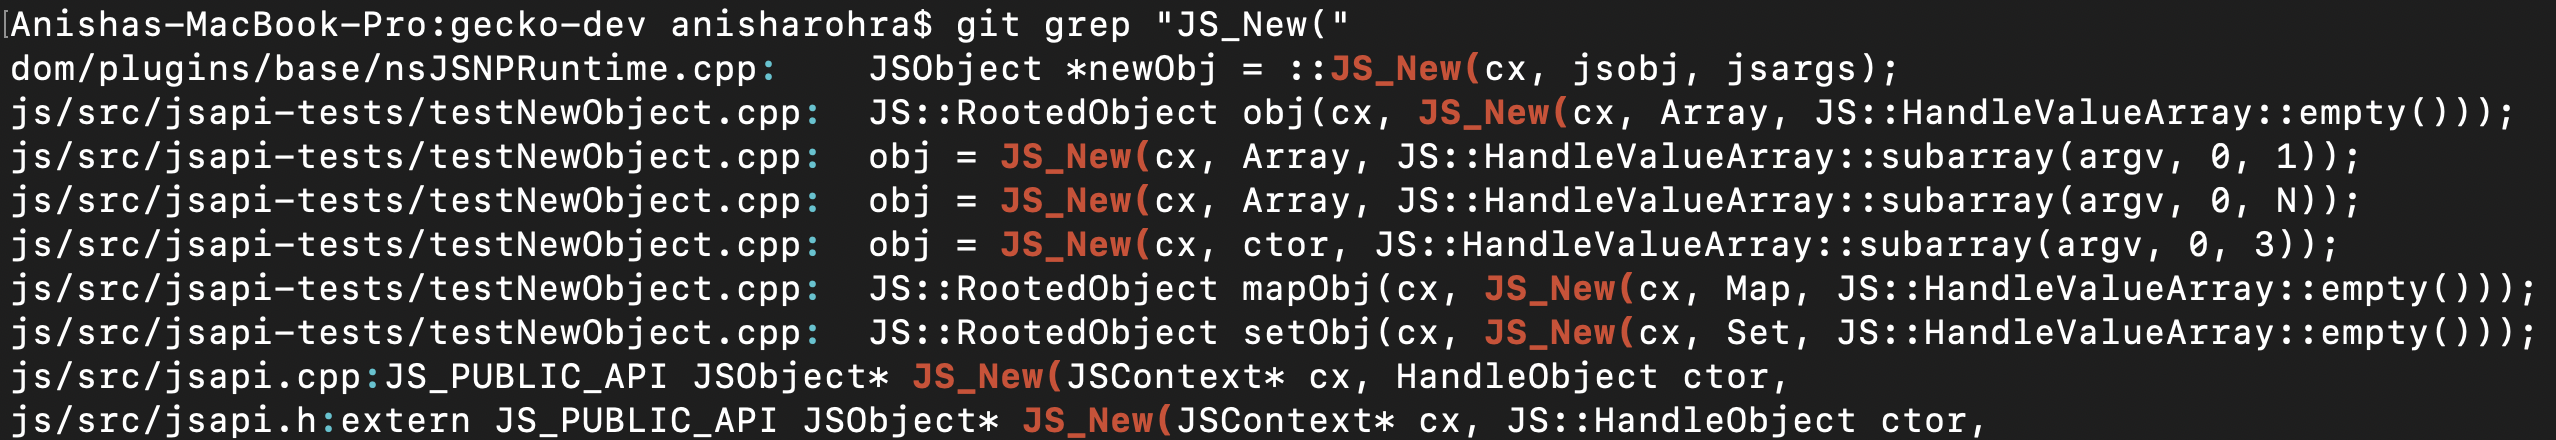 [Anishas-MacBook-Pro:gecko-dev anisharohra$ git grep "JS_New("
dom/plugins/base/nsJSNPRuntime.cpp:    JSObject *newObj = ::JS_New(cx, jsobj, jsargs);
js/src/jsapi-tests/testNewObject.cpp:  JS::RootedObject obj(cx, JS_New(cx, Array, JS::HandleValueArray::empty()));
js/src/jsapi-tests/testNewObject.cpp:  obj = JS_New(cx, Array, JS::HandleValueArray::subarray(argv, 0, 1));
js/src/jsapi-tests/testNewObject.cpp:  obj = JS_New(cx, Array, JS::HandleValueArray::subarray(argv, 0, N));
js/src/jsapi-tests/testNewObject.cpp:  obj = JS_New(cx, ctor, JS::HandleValueArray::subarray(argv, 0, 3));
js/src/jsapi-tests/testNewObject.cpp:  JS::RootedObject mapObj(cx, JS_New(cx, Map, JS::HandleValueArray::empty()));
js/src/jsapi-tests/testNewObject.cpp:  JS::RootedObject setObj(cx, JS_New(cx, Set, JS::HandleValueArray::empty()));
js/src/jsapi.cpp:JS_PUBLIC_API JSObject* JS_New(JSContext* cx, HandleObject ctor,
js/src/jsapi.h:extern JS_PUBLIC_API JSObject* JS_New(JSContext* cx, JS::HandleObject ctor,